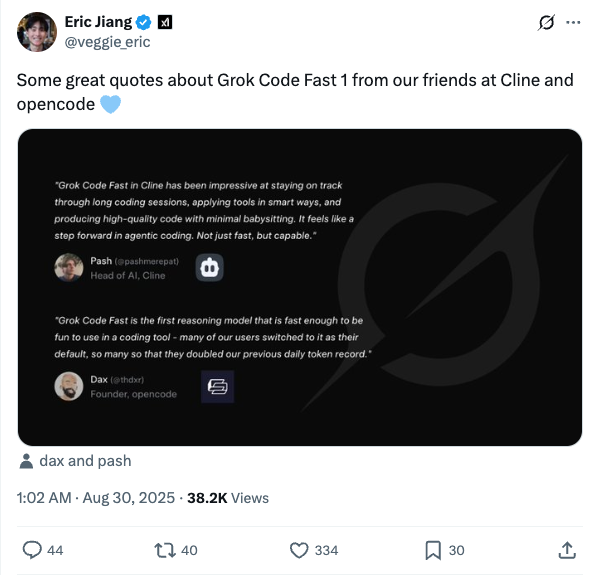 Eric Jiang
@veggie_eric
Some great quotes about Grok Code Fast 1 from our friends at Cline and
opencode 🩵
"Grok Code Fast in Cline has been impressive at staying on track
through long coding sessions, applying tools in smart ways, and
producing high-quality code with minimal babysitting. It feels like a
step forward in agentic coding. Not just fast, but capable."
Pash (@pashmerepat)
Head of AI, Cline
"Grok Code Fast is the first reasoning model that is fast enough to be
fun to use in a coding tool - many of our users switched to it as their
default, so many so that they doubled our previous daily token record."
Dax (@thdxr)
Founder, opencode
dax and pash
1:02 AM · Aug 30, 2025 · 38.2K Views
44 40 334 30